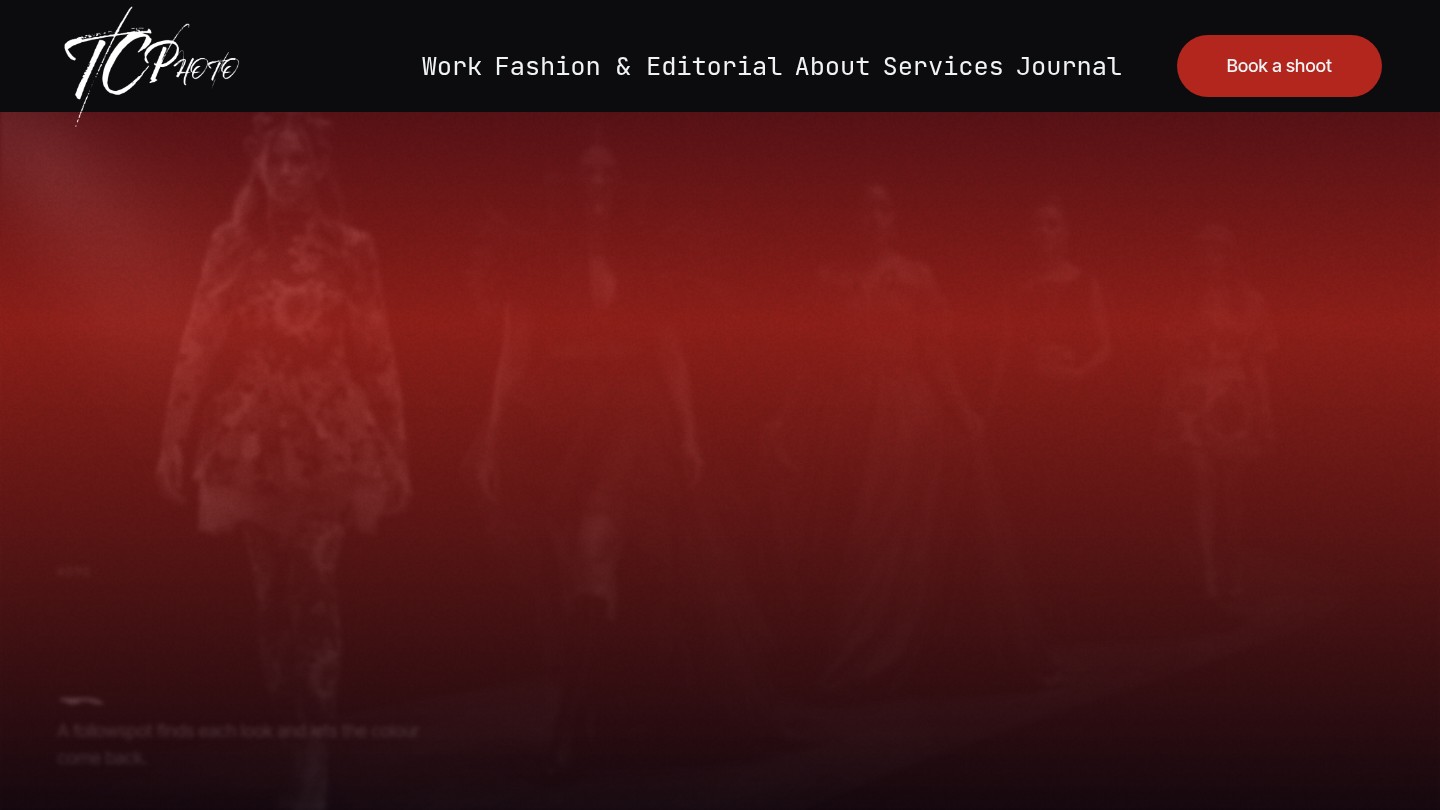 TCPHOTO
Work Fashion & Editorial About Services Journal
Book a shoot
A followspot finds each look and lets the colour
come back.